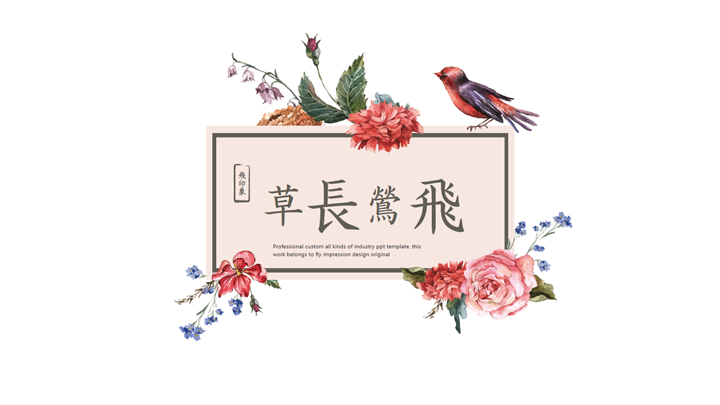 飛印象
草長鶯飛
Professional custom all kinds of industry ppt template, this
work belongs to fly impression design original